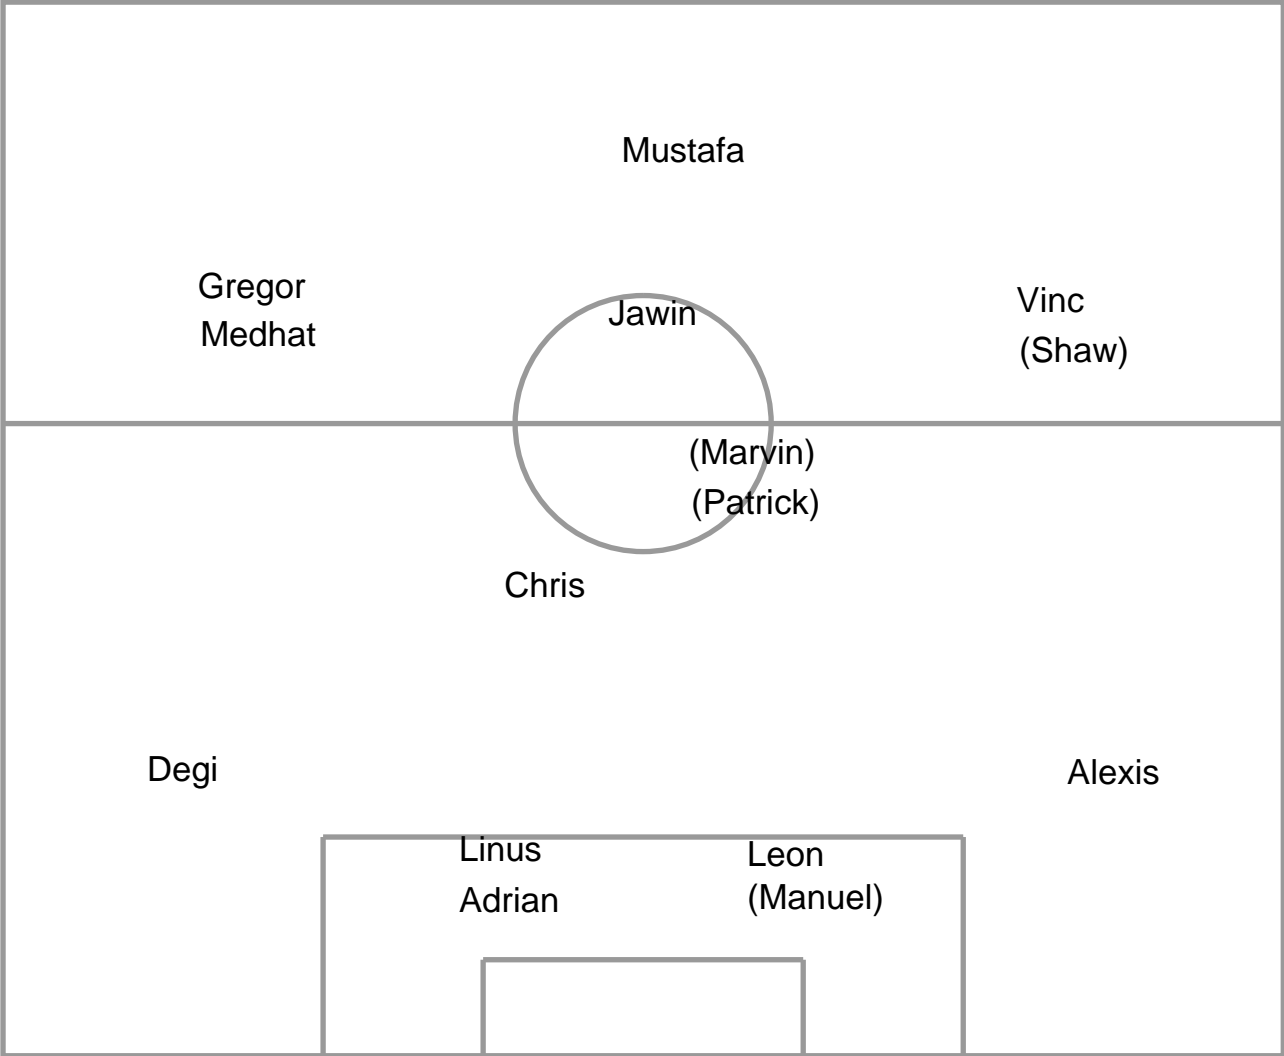 Mustafa
Gregor
Medhat
Jawin
Vinc
(Shaw)
(Marvin)
(Patrick)
Chris
Degi
Alexis
Linus
Adrian
Leon
(Manuel)